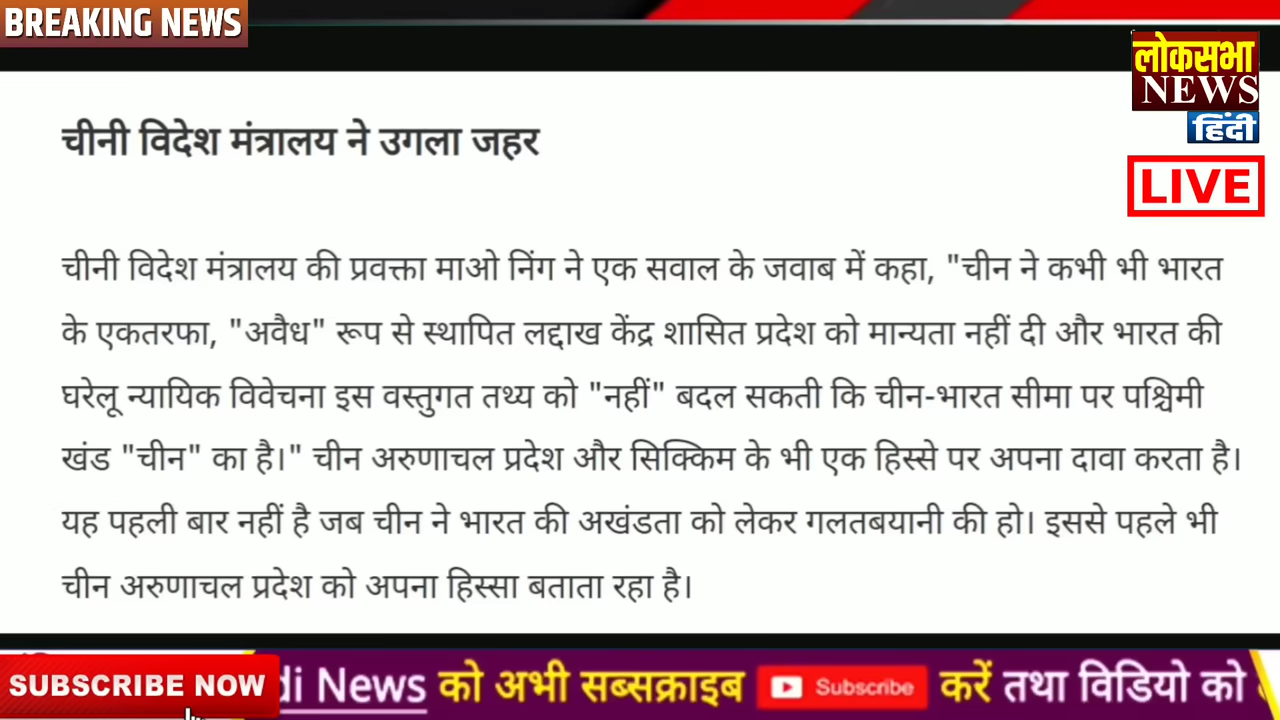 BREAKING NEWS
लोकसभा
NEWS
हिंदी
LIVE
चीनी विदेश मंत्रालय ने उगला जहर
चीनी विदेश मंत्रालय की प्रवक्ता माओ निंग ने एक सवाल के जवाब में कहा, "चीन ने कभी भी भारत
के एकतरफा, "अवैध" रूप से स्थापित लद्दाख केंद्र शासित प्रदेश को मान्यता नहीं दी और भारत की
घरेलू न्यायिक विवेचना इस वस्तुगत तथ्य को "नहीं" बदल सकती कि चीन-भारत सीमा पर पश्चिमी
खंड "चीन" का है।" चीन अरुणाचल प्रदेश और सिक्किम के भी एक हिस्से पर अपना दावा करता है।
यह पहली बार नहीं है जब चीन ने भारत की अखंडता को लेकर गलतबयानी की हो। इससे पहले भी
चीन अरुणाचल प्रदेश को अपना हिस्सा बताता रहा है।
SUBSCRIBE NOW
di News को अभी सब्सक्राइब Subscribe करें तथा विडियो को